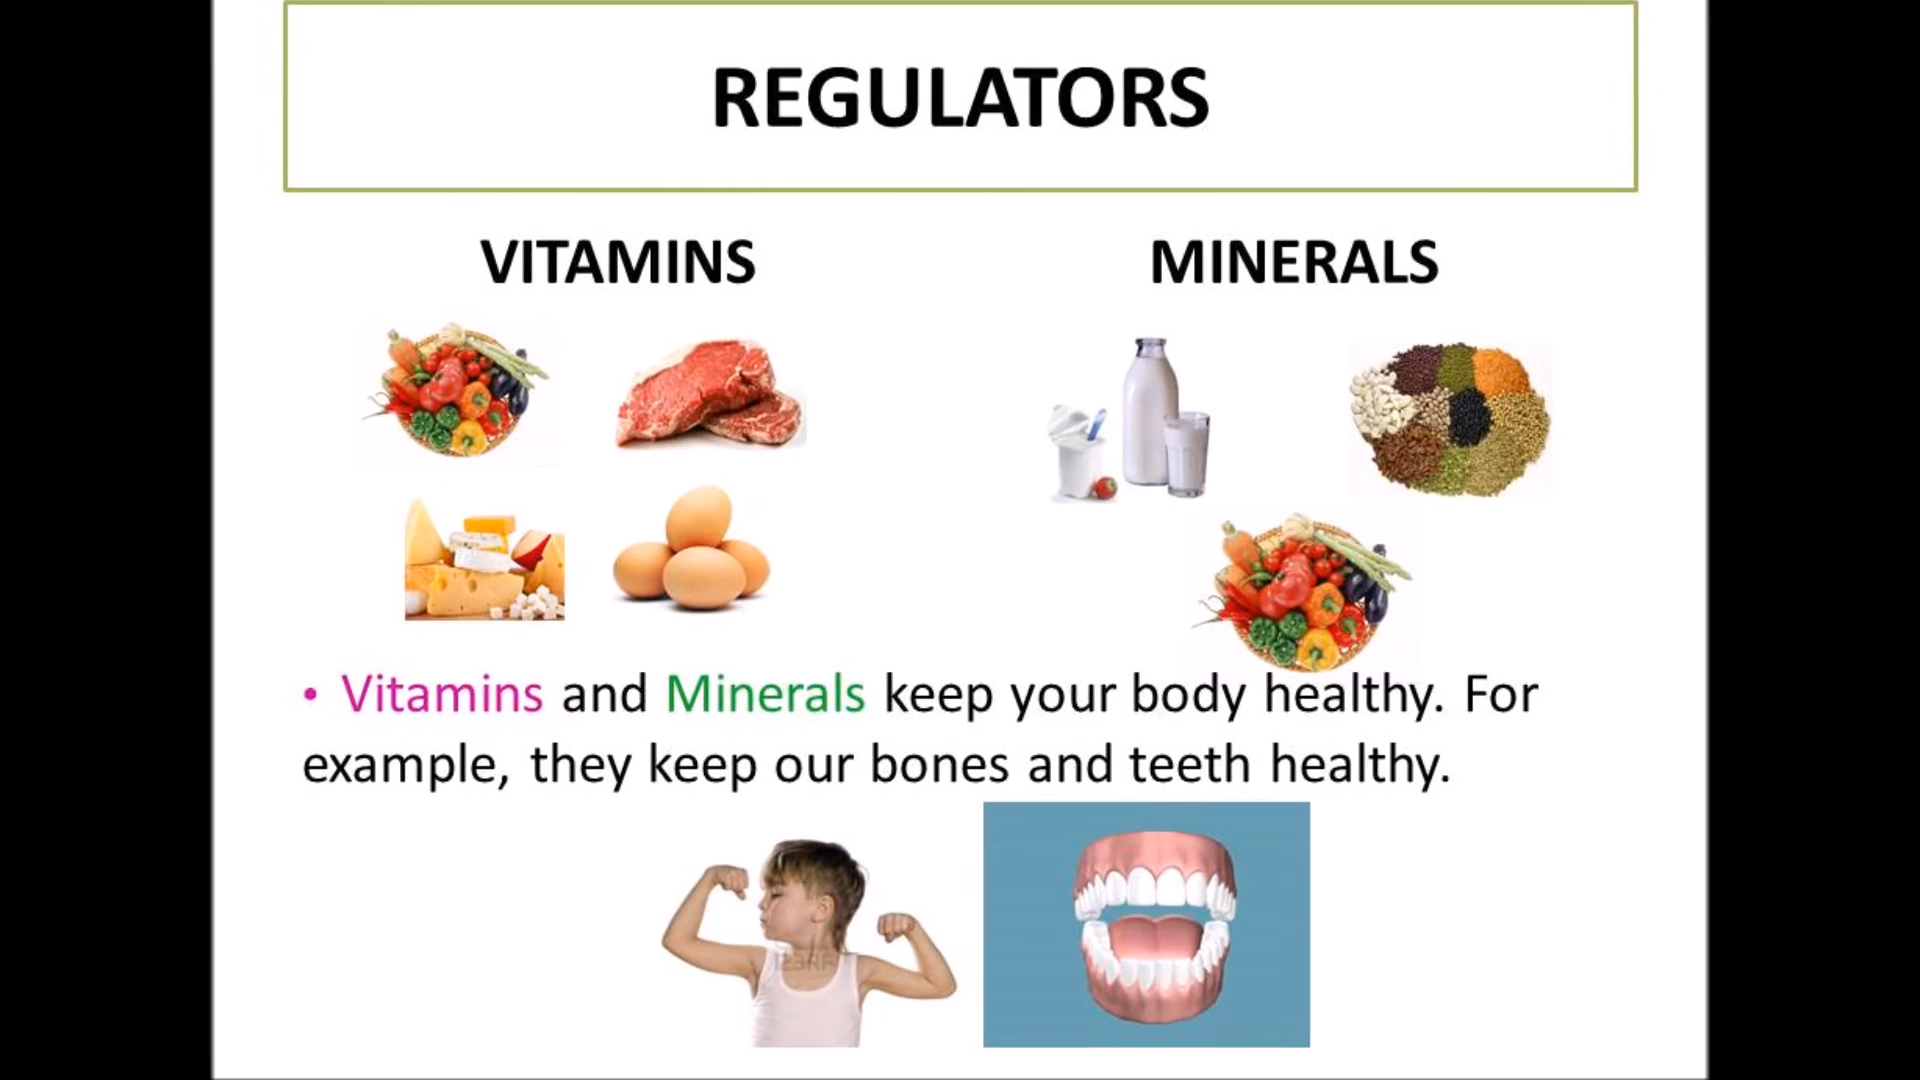 REGULATORS
VITAMINS
MINERALS
• Vitamins and Minerals keep your body healthy. For
example, they keep our bones and teeth healthy.
123RF